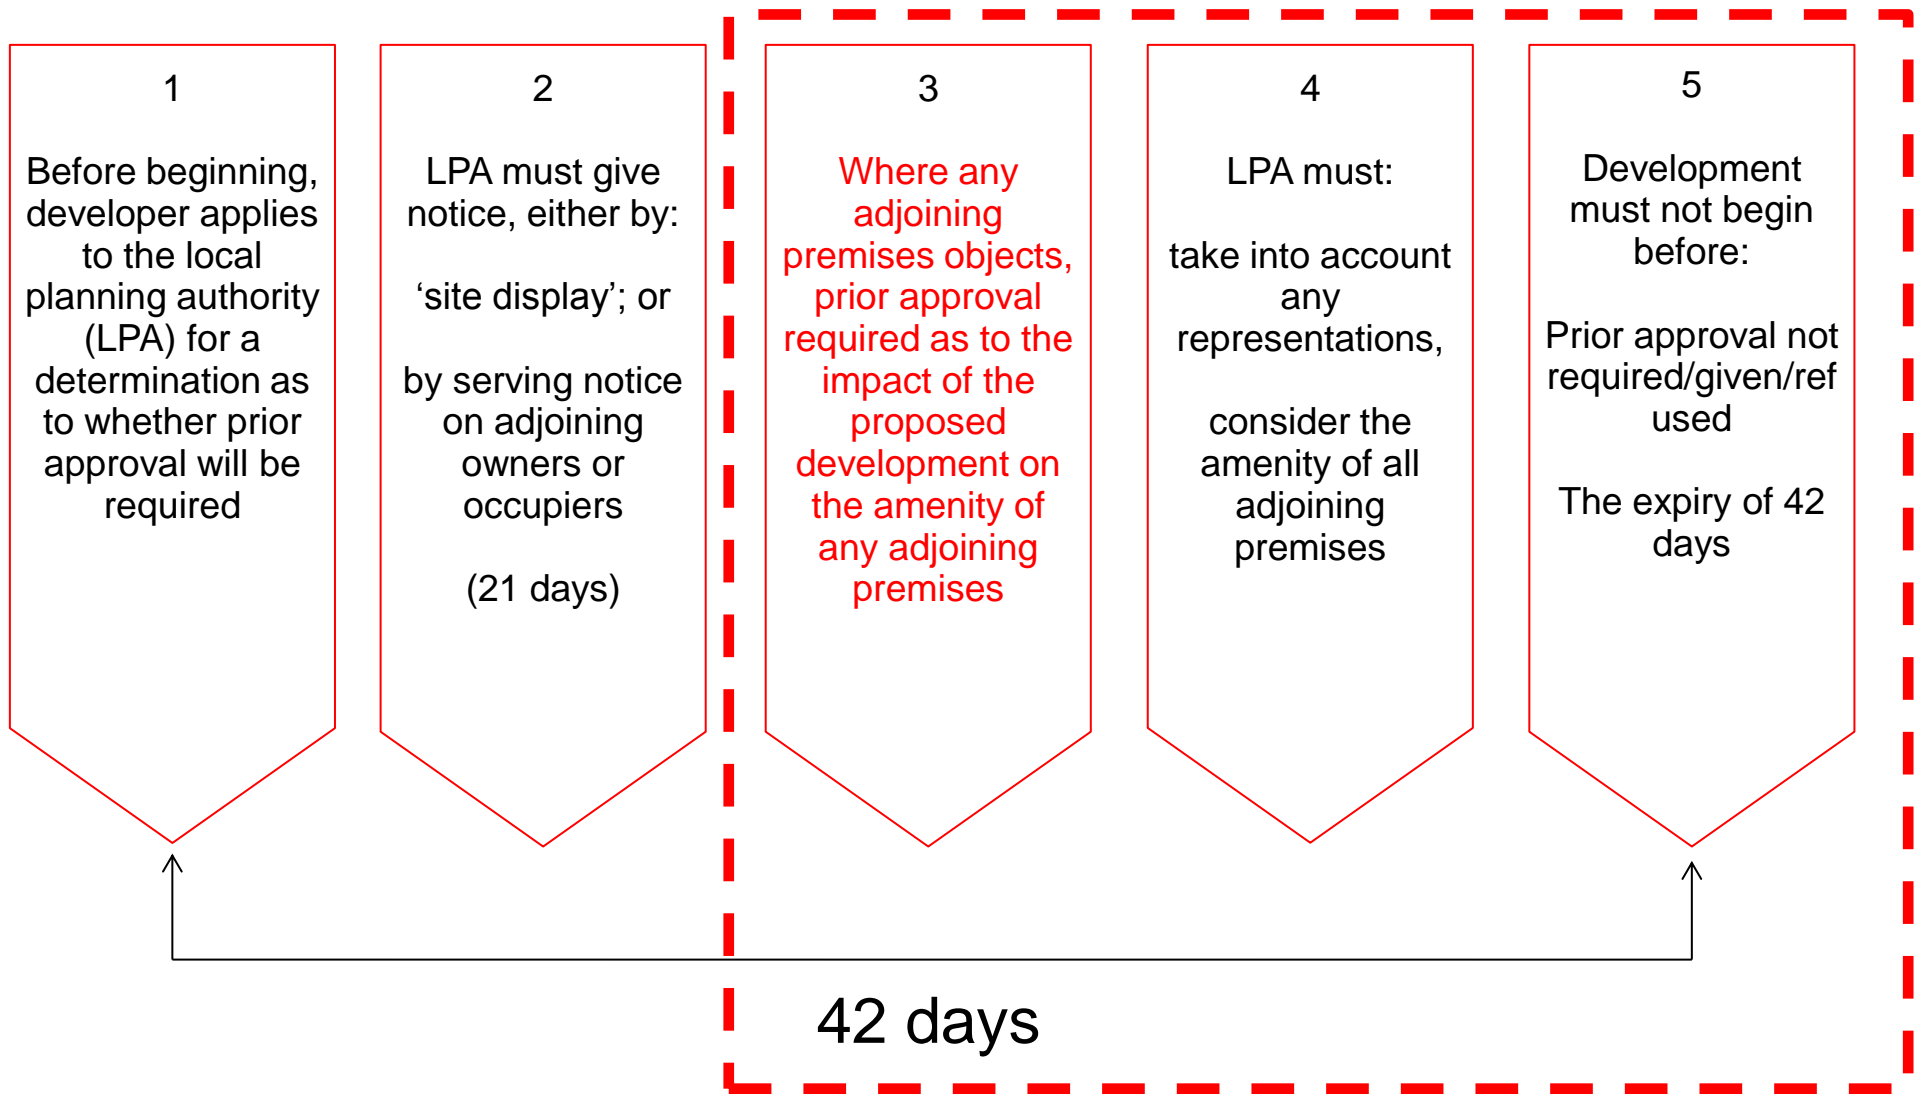 1
Before beginning,
developer applies
to the local
planning authority
(LPA) for a
determination as
to whether prior
approval will be
required
2
LPA must give
notice, either by:
‘site display’; or
by serving notice
on adjoining
owners or
occupiers
(21 days)
3
Where any
adjoining
premises objects,
prior approval
required as to the
impact of the
proposed
development on
the amenity of
any adjoining
premises
4
LPA must:
take into account
any
representations,
consider the
amenity of all
adjoining
premises
5
Development
must not begin
before:
Prior approval not
required/given/ref
used
The expiry of 42
days
42 days